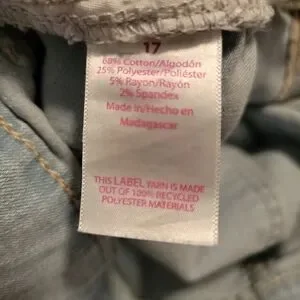 17
68% Cotton/Algodón
25% Polyester/Poliéster
5% Rayon/Rayón
2% Spandex
Made in/Hecho en
Madagascar
THIS LABEL YARN IS MADE
OUT OF 100% RECYCLED
POLYESTER MATERIALS